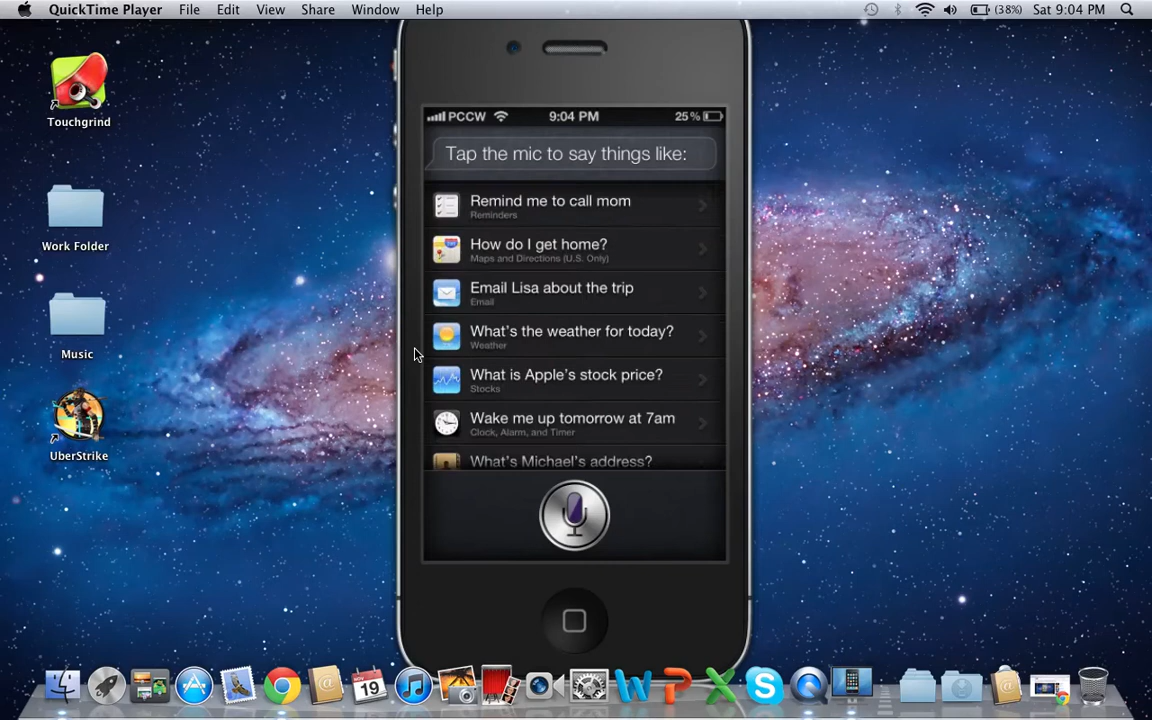 QuickTime Player File Edit View Share Window Help (38%) Sat 9:04 PM
Touchgrind
Work Folder
Music
UberStrike
PCCW 9:04 PM 25%
Tap the mic to say things like:
Remind me to call mom
Reminders
How do I get home?
Maps and Directions (U.S. Only)
Email Lisa about the trip
Email
What's the weather for today?
Weather
What is Apple's stock price?
Stocks
Wake me up tomorrow at 7am
Clock, Alarm, and Timer
What's Michael's address?
NOV
19